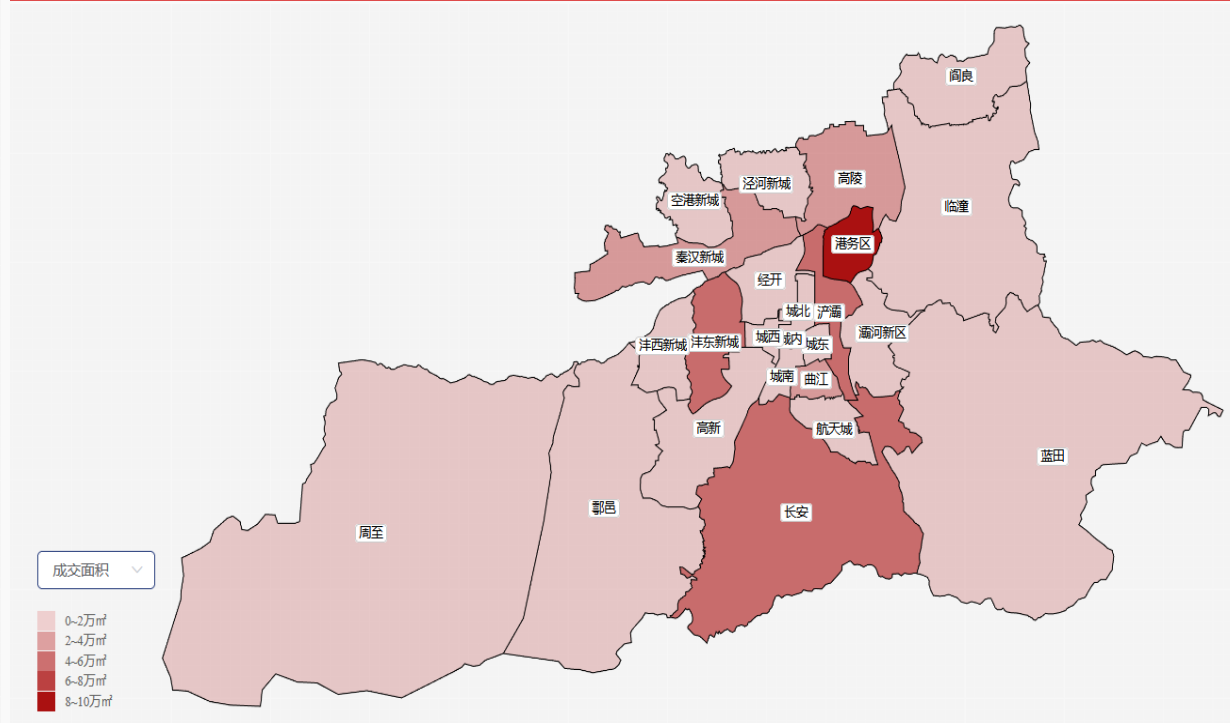 阎良
泾河新城
高陵
空港新城
临潼
港务区
秦汉新城
经开
城北
浐灞
灞河新区
沣西新城
沣东新城
城西
城内
城东
城南
曲江
高新
航天城
蓝田
鄠邑
长安
周至
成交面积
0~2万㎡
2~4万㎡
4~6万㎡
6~8万㎡
8~10万㎡